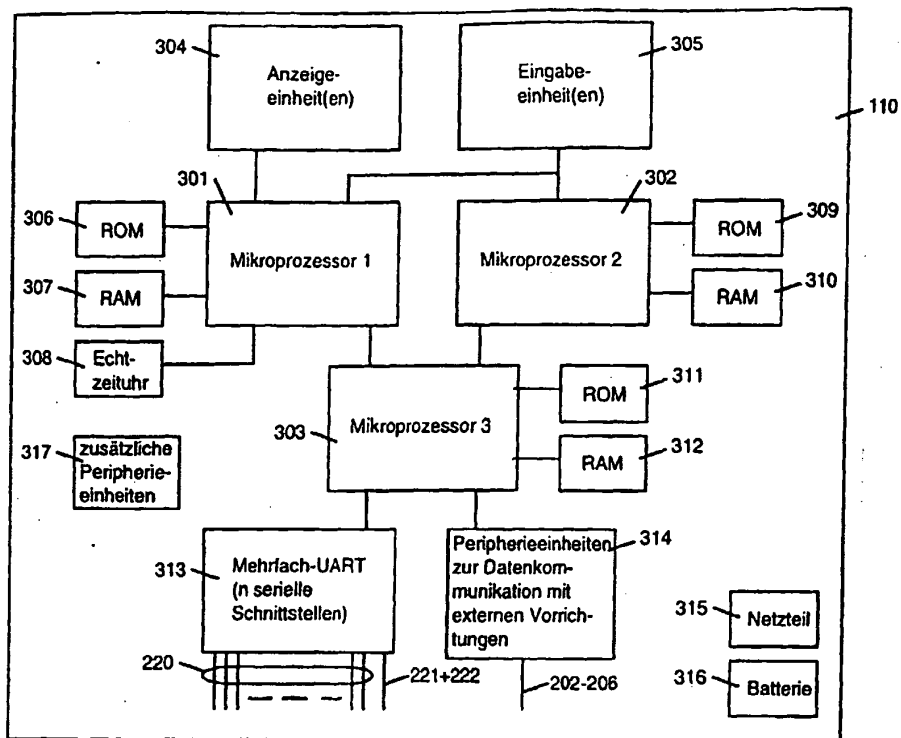 304
Anzeige-
einheit(en)
Eingabe-
einheit(en)
305
110
301
302
306
ROM
Mikroprozessor 1
Mikroprozessor 2
ROM
309
307
RAM
RAM
310
308
Echt-
zeituhr
303
Mikroprozessor 3
ROM
311
RAM
312
317
zusätzliche
Peripherie-
einheiten
313
Mehrfach-UART
(n serielle
Schnittstellen)
Peripherieeinheiten
zur Datenkom-
munikation mit
externen Vorrich-
tungen
314
315
Netzteil
316
Batterie
220
221+222
202-206